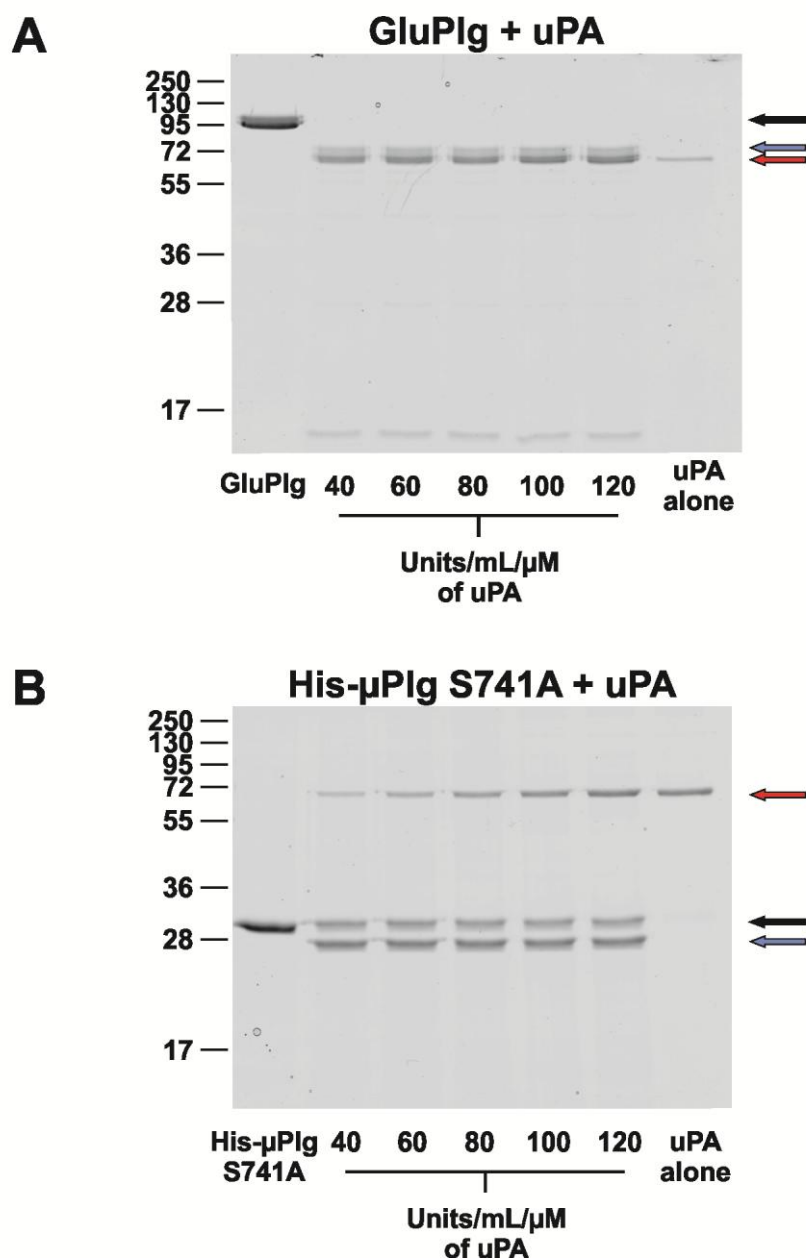 A
GluPlg + uPA
250
130
95
72
55
36
28
17
GluPlg 40 60 80 100 120 uPA
alone
Units/mL/µM
of uPA
B
His-µPlg S741A + uPA
250
130
95
72
55
36
28
17
His-µPlg 40 60 80 100 120 uPA
S741A alone
Units/mL/µM
of uPA